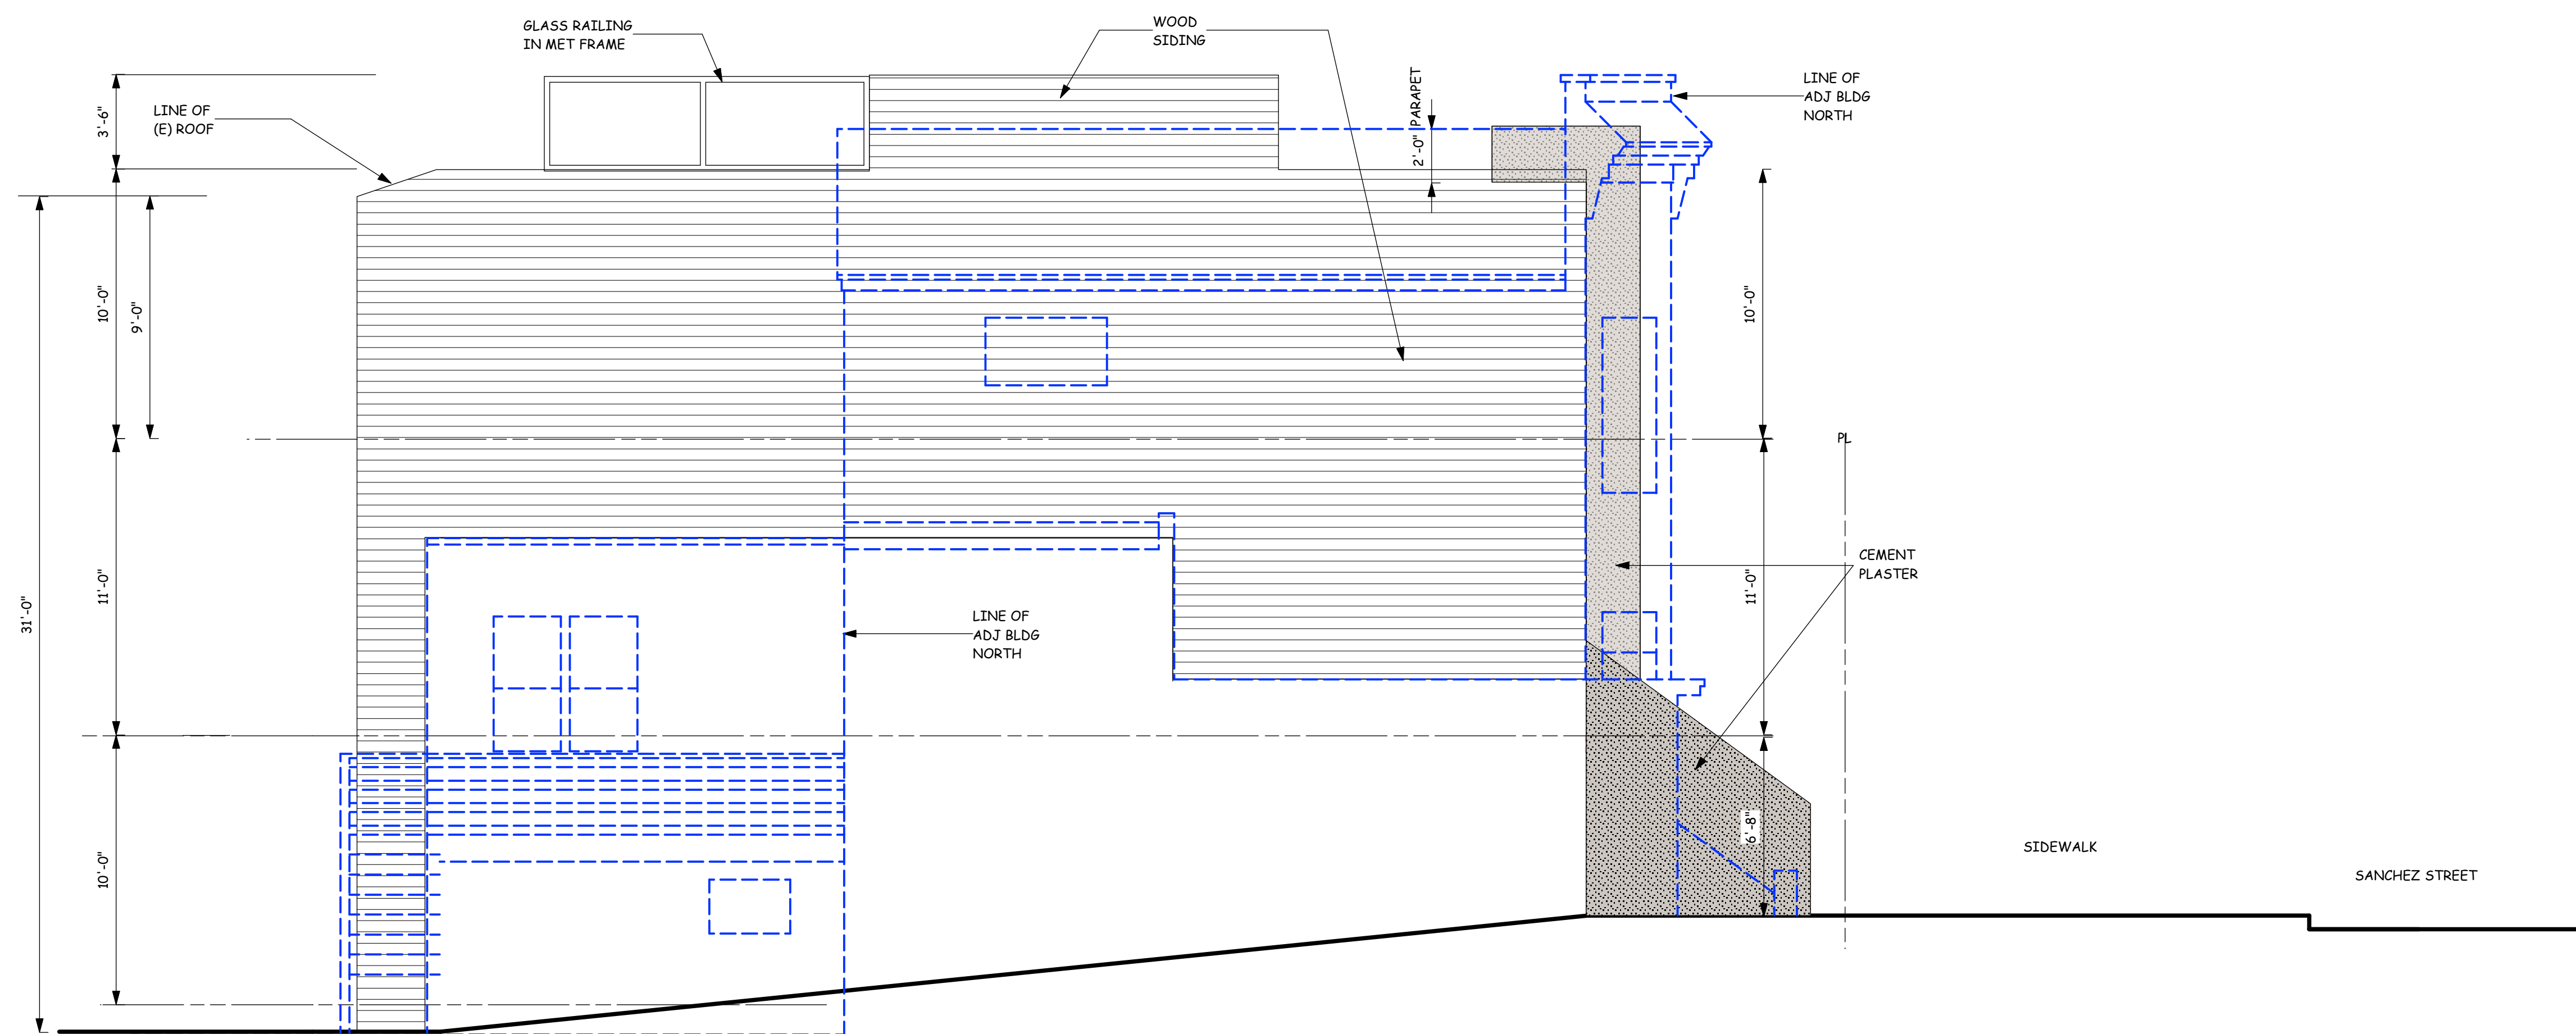 GLASS RAILING
IN MET FRAME
WOOD
SIDING
LINE OF
ADJ BLDG
NORTH
LINE OF
(E) ROOF
3'-6"
2'-0" PARAPET
10'-0"
9'-0"
10'-0"
PL
31'-0"
11'-0"
11'-0"
CEMENT
PLASTER
LINE OF
ADJ BLDG
NORTH
10'-0"
6'-8"
SIDEWALK
SANCHEZ STREET